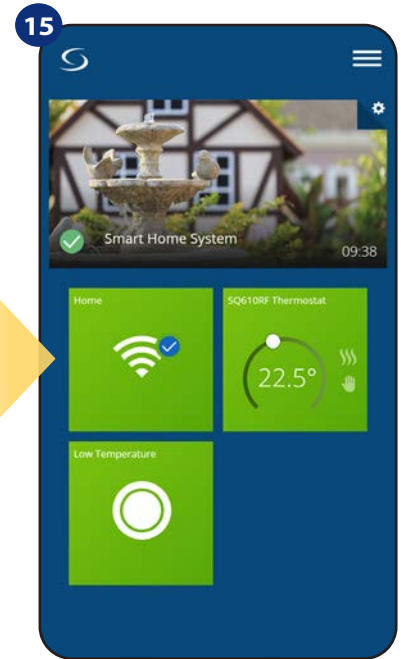 15
Smart Home System
09:38
Home
SQ610RF Thermostat
22.5°
Low Temperature